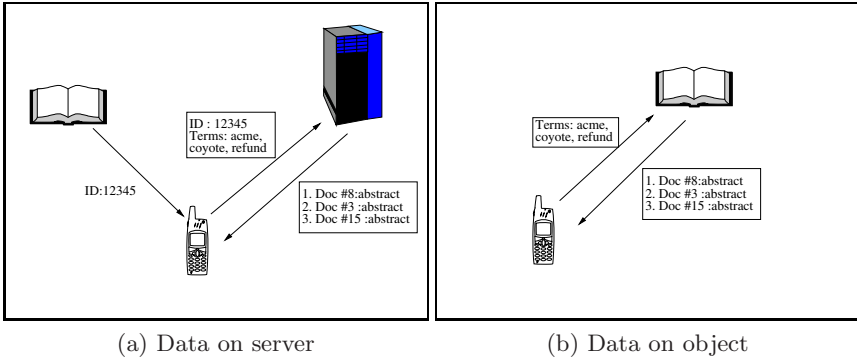 ID : 12345
Terms: acme,
coyote, refund
ID:12345
1. Doc #8:abstract
2. Doc #3 :abstract
3. Doc #15 :abstract
(a) Data on server
Terms: acme,
coyote, refund
1. Doc #8:abstract
2. Doc #3 :abstract
3. Doc #15 :abstract
(b) Data on object